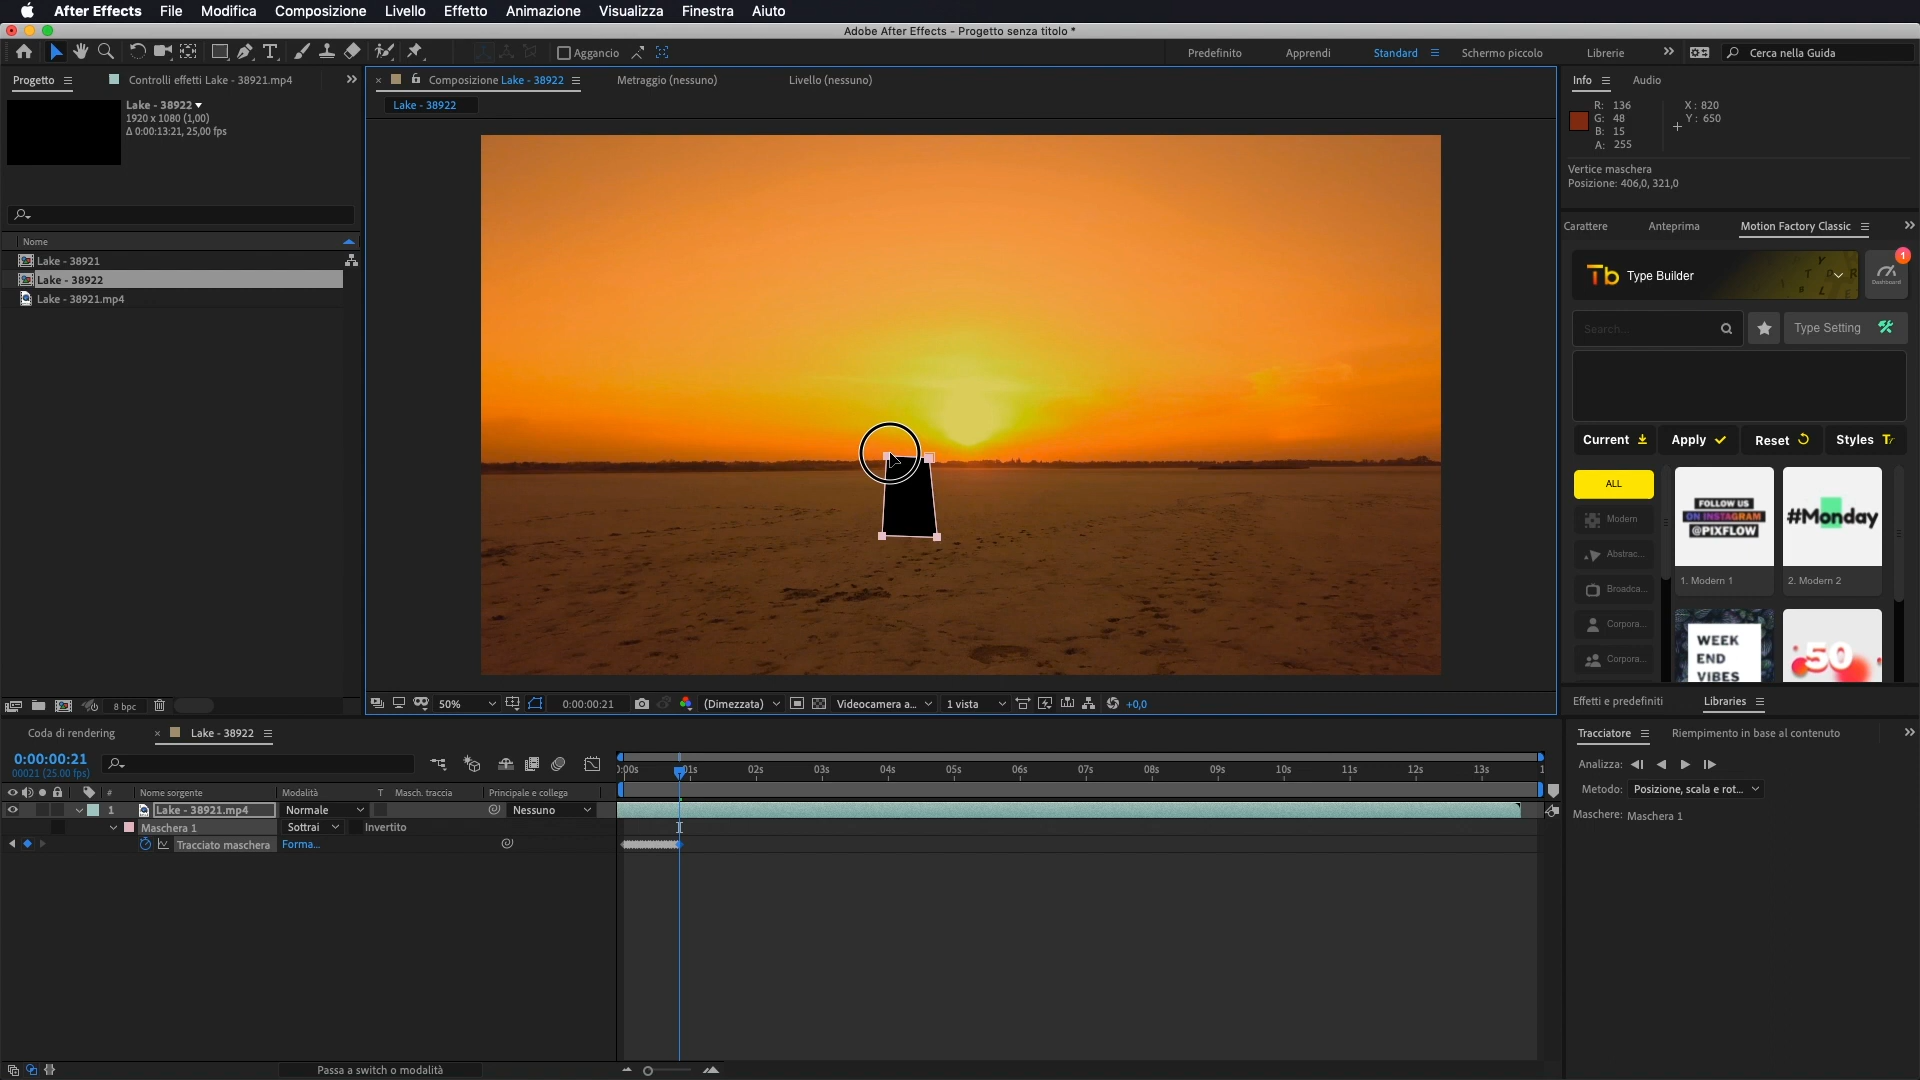 After Effects File Modifica Composizione Livello Effetto Animazione Visualizza Finestra Aiuto
Adobe After Effects - Progetto senza titolo *
Aggancio
Predefinito Apprendi Standard Schermo piccolo Librerie
Cerca nella Guida
Progetto
Controlli effetti Lake - 38921.mp4
Lake - 38922
1920 x 1080 (1,00)
Δ 0:00:13:21, 25,00 fps
Nome
Lake - 38921
Lake - 38922
Lake - 38921.mp4
8 bpc
Composizione Lake - 38922
Metraggio (nessuno)
Livello (nessuno)
Lake - 38922
50%
0:00:00:21
(Dimezzata)
Videocamera a...
1 vista
+0,0
Info Audio
R: 136
G: 48
B: 15
A: 255
X: 820
Y: 650
Vertice maschera
Posizione: 406,0, 321,0
Carattere Anteprima Motion Factory Classic
Tb Type Builder
1
Dashboard
Search...
Type Setting
Current Apply Reset Styles
ALL
Modern
Abstrac...
Broadca...
Corpora...
Corpora...
FOLLOW US
ON INSTAGRAM
@PIXFLOW
1. Modern 1
#Monday
2. Modern 2
WEEK
END
VIBES
50
Effetti e predefiniti Libraries
Coda di rendering
Lake - 38922
0:00:00:21
00021 (25.00 fps)
# Nome sorgente Modalità T Masch. traccia Principale e collega
1 Lake - 38921.mp4 Normale Nessuno
Maschera 1 Sottrai Invertito
Tracciato maschera Forma...
Passa a switch o modalità
):00s 01s 02s 03s 04s 05s 06s 07s 08s 09s 10s 11s 12s 13s 1
Tracciatore Riempimento in base al contenuto
Analizza:
Metodo: Posizione, scala e rot...
Maschere: Maschera 1